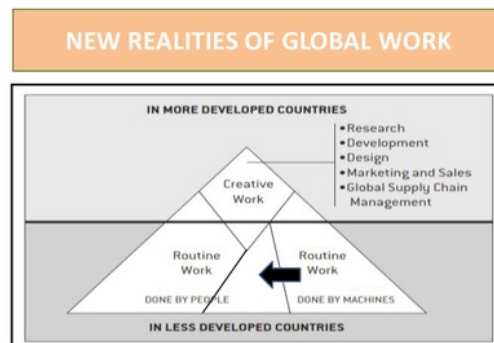 NEW REALITIES OF GLOBAL WORK
IN MORE DEVELOPED COUNTRIES
•Research
•Development
•Design
•Marketing and Sales
•Global Supply Chain
Management
Creative
Work
Routine
Work
DONE BY PEOPLE
Routine
Work
DONE BY MACHINES
IN LESS DEVELOPED COUNTRIES